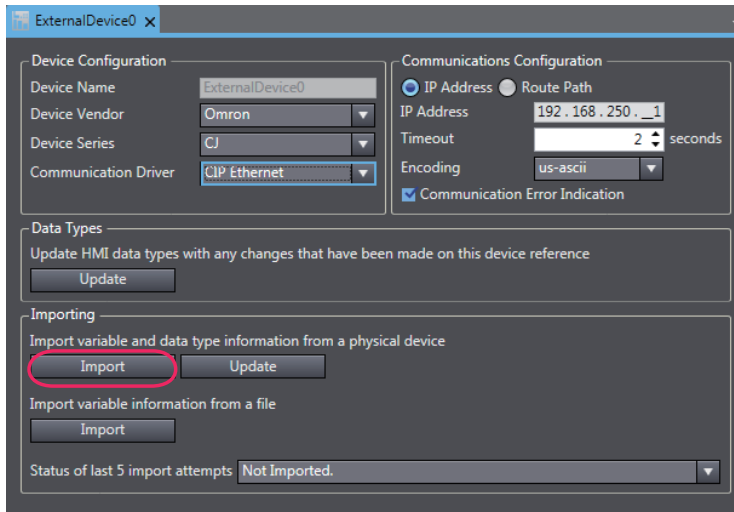 ExternalDevice0
Device Configuration
Device Name ExternalDevice0
Device Vendor Omron
Device Series CJ
Communication Driver CIP Ethernet
Communications Configuration
IP Address Route Path
IP Address 192.168.250.__1
Timeout 2 seconds
Encoding us-ascii
Communication Error Indication
Data Types
Update HMI data types with any changes that have been made on this device reference
Update
Importing
Import variable and data type information from a physical device
Import Update
Import variable information from a file
Import
Status of last 5 import attempts Not Imported.